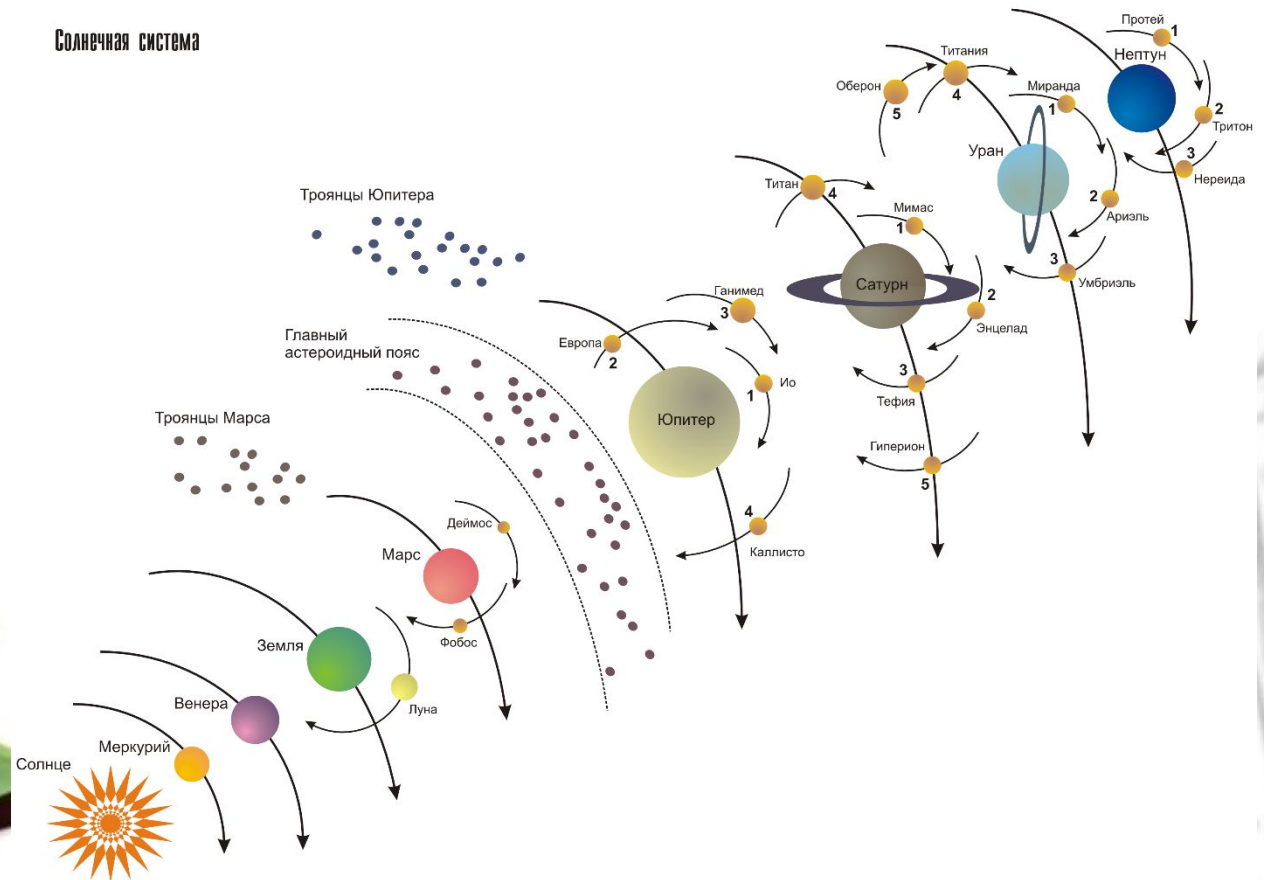 Солнечная система
Протей
1
Нептун
2
Тритон
3
Нереида
Титания
4
Оберон
5
Миранда
1
Уран
2
Ариэль
3
Умбриэль
Титан
4
Мимас
1
Сатурн
2
Энцелад
3
Тефия
Гиперион
5
Троянцы Юпитера
Ганимед
3
Европа
2
Ио
1
Юпитер
4
Каллисто
Главный
астероидный пояс
Троянцы Марса
Деймос
Марс
Фобос
Земля
Луна
Венера
Меркурий
Солнце